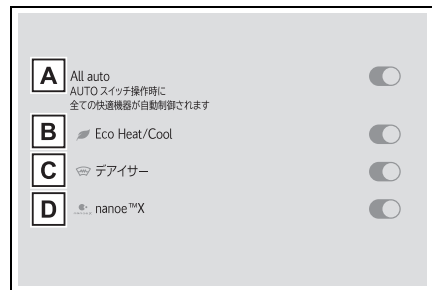 A
All auto
AUTO スイッチ操作時に
全ての快適機器が自動制御されます
B
Eco Heat/Cool
C
デアイサー
D
nanoe™X